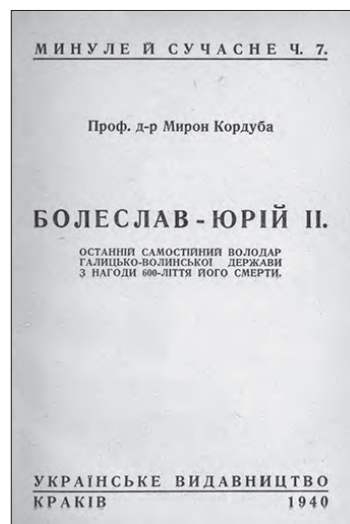 МИНУЛЕ Й СУЧАСНЕ Ч. 7.
Проф. д-р Мирон Кордуба
БОЛЕСЛАВ - ЮРІЙ II.
ОСТАННІЙ САМОСТІЙНИЙ ВОЛОДАР
ГАЛИЦЬКО-ВОЛИНСЬКОЇ ДЕРЖАВИ
З НАГОДИ 600-ЛІТТЯ ЙОГО СМЕРТИ.
УКРАЇНСЬКЕ ВИДАВНИЦТВО
КРАКІВ 1940